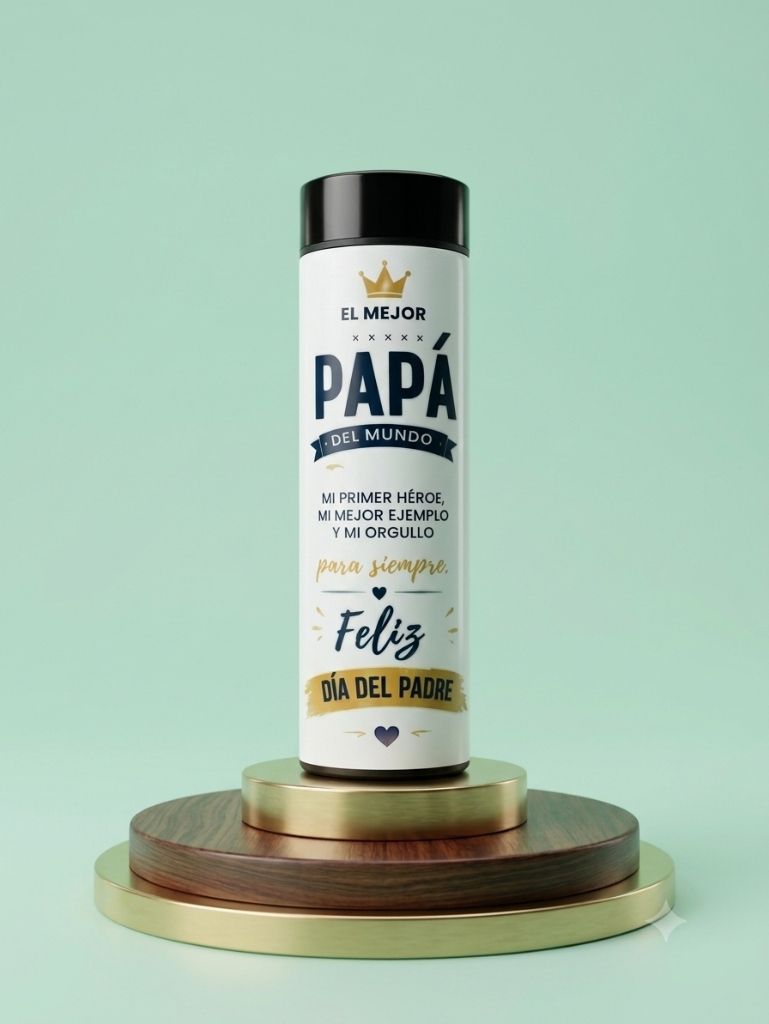 EL MEJOR
PAPÁ
DEL MUNDO
MI PRIMER HÉROE,
MI MEJOR EJEMPLO
Y MI ORGULLO
para siempre.
Feliz
DÍA DEL PADRE